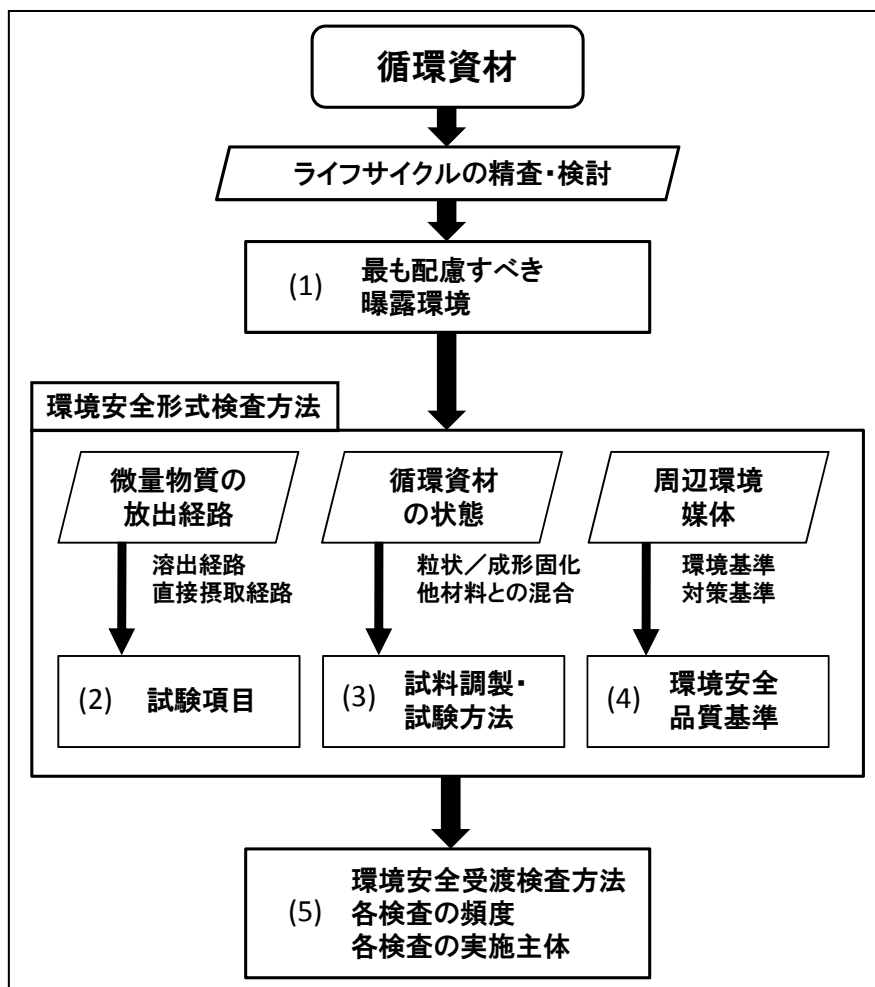 循環資材
ライフサイクルの精査・検討
(1)
最も配慮すべき
曝露環境
環境安全形式検査方法
微量物質の
放出経路
溶出経路
直接摂取経路
(2)
試験項目
循環資材
の状態
粒状／成形固化
他材料との混合
(3)
試料調製・
試験方法
周辺環境
媒体
環境基準
対策基準
(4)
環境安全
品質基準
(5)
環境安全受渡検査方法
各検査の頻度
各検査の実施主体